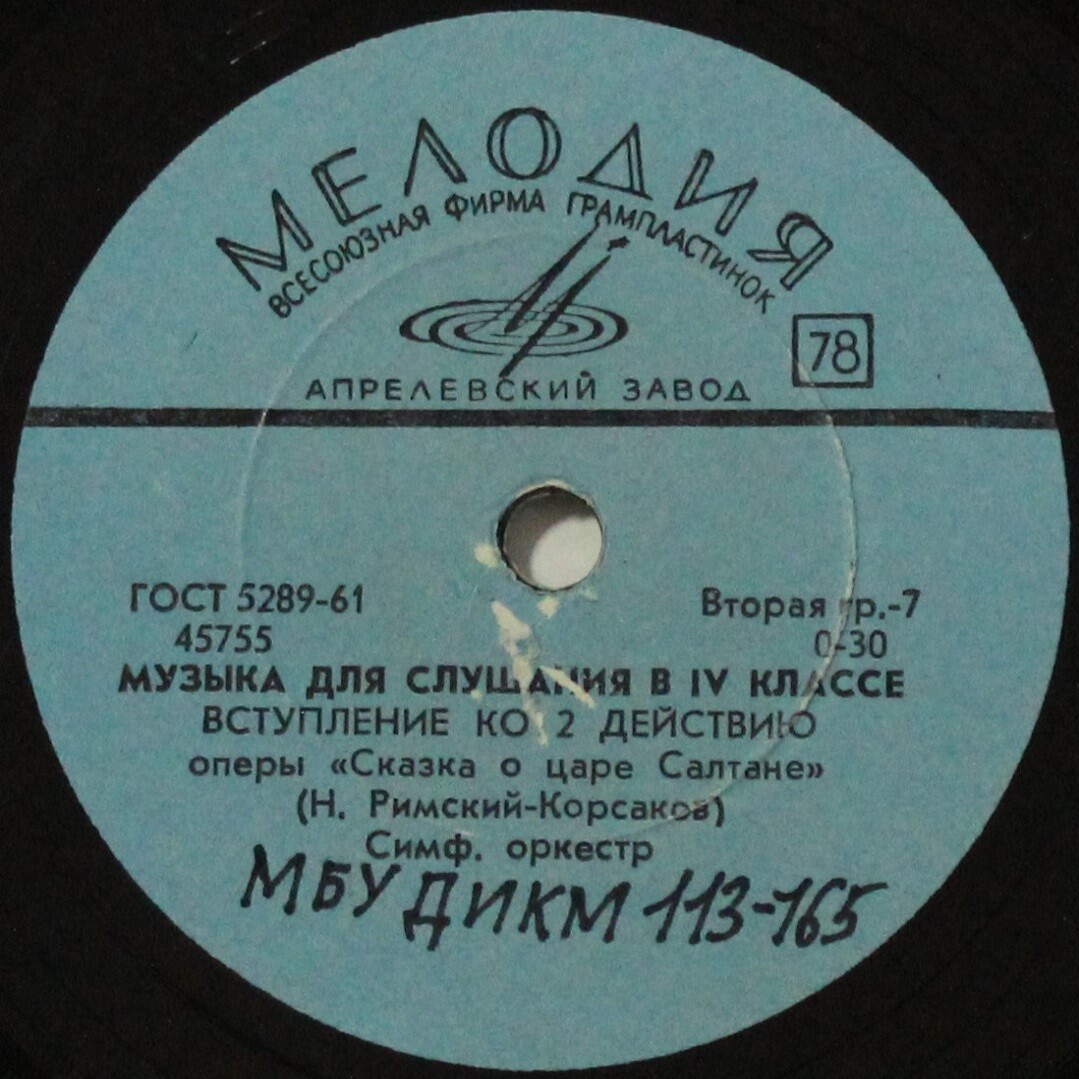 МЕЛОДИЯ
ВСЕСОЮЗНАЯ ФИРМА ГРАМПЛАСТИНОК
78
АПРЕЛЕВСКИЙ ЗАВОД
ГОСТ 5289-61
Вторая гр.-7
45755
0-30
МУЗЫКА ДЛЯ СЛУШАНИЯ В IV КЛАССЕ
ВСТУПЛЕНИЕ КО 2 ДЕЙСТВИЮ
оперы «Сказка о царе Салтане»
(Н. Римский-Корсаков)
Симф. оркестр
МБУ ДИКМ 113-165